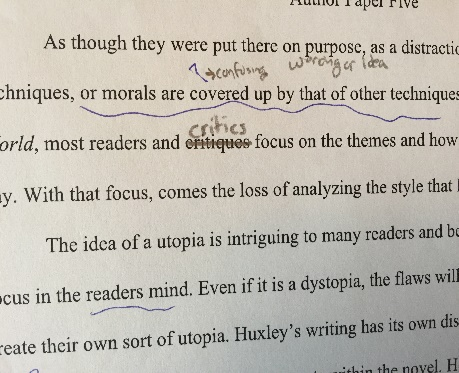 Author Paper Five
As though they were put there on purpose, as a distractio
confusing wording or Idea
chniques, or morals are covered up by that of other techniques
critics
orld, most readers and critiques focus on the themes and how
y. With that focus, comes the loss of analyzing the style that
The idea of a utopia is intriguing to many readers and be
ocus in the readers mind. Even if it is a dystopia, the flaws will
reate their own sort of utopia. Huxley's writing has its own dis
within the novel. H